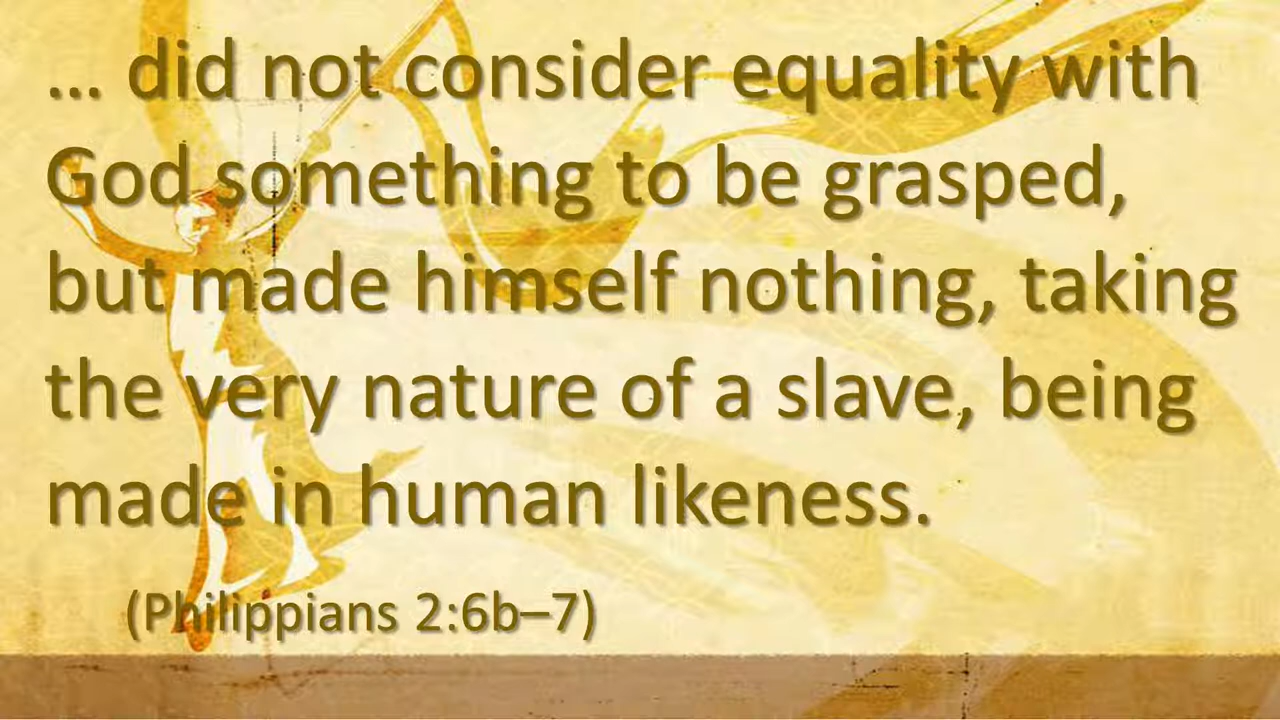 … did not consider equality with
God something to be grasped,
but made himself nothing, taking
the very nature of a slave, being
made in human likeness.
(Philippians 2:6b–7)